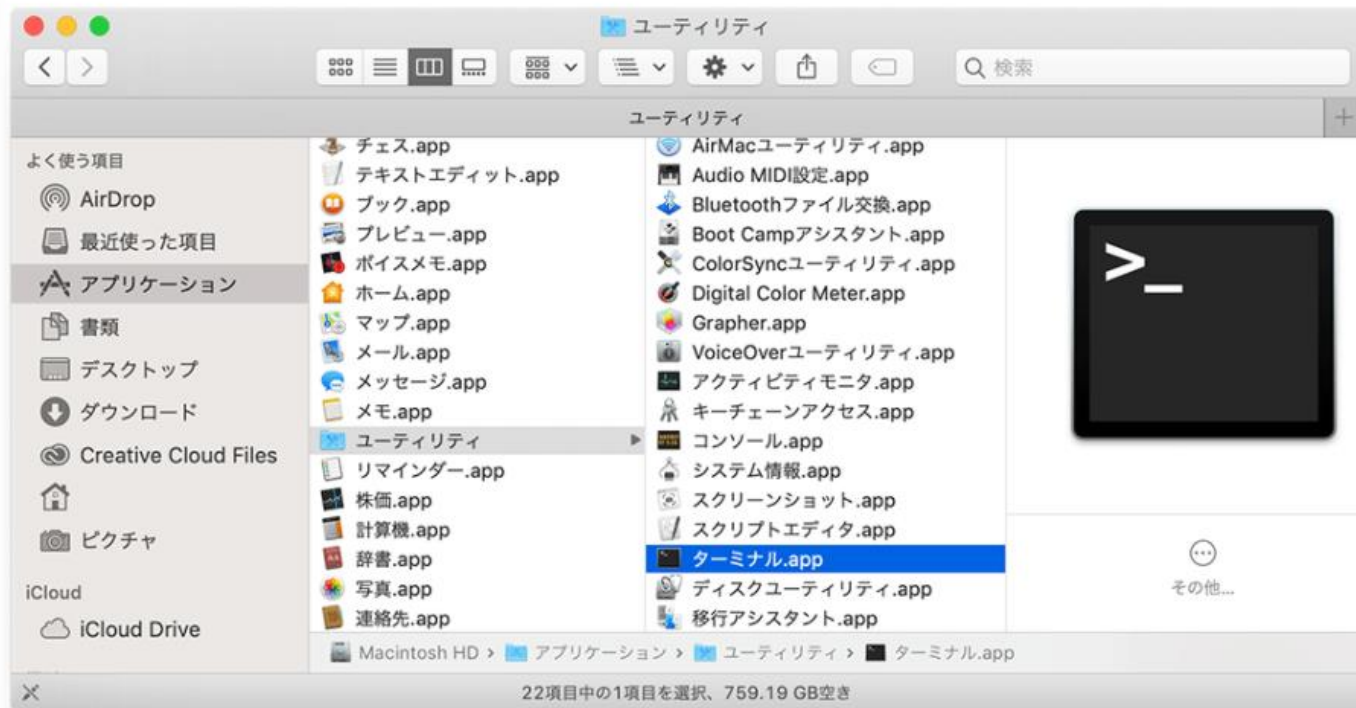 ユーティリティ
検索
ユーティリティ
よく使う項目
AirDrop
最近使った項目
アプリケーション
書類
デスクトップ
ダウンロード
Creative Cloud Files
ピクチャ
iCloud
iCloud Drive
チェス.app
テキストエディット.app
ブック.app
プレビュー.app
ボイスメモ.app
ホーム.app
マップ.app
メール.app
メッセージ.app
メモ.app
ユーティリティ
リマインダー.app
株価.app
計算機.app
辞書.app
写真.app
連絡先.app
AirMacユーティリティ.app
Audio MIDI設定.app
Bluetoothファイル交換.app
Boot Campアシスタント.app
ColorSyncユーティリティ.app
Digital Color Meter.app
Grapher.app
VoiceOverユーティリティ.app
アクティビティモニタ.app
キーチェーンアクセス.app
コンソール.app
システム情報.app
スクリーンショット.app
スクリプトエディタ.app
ターミナル.app
ディスクユーティリティ.app
移行アシスタント.app
>_
その他...
Macintosh HD › アプリケーション › ユーティリティ › ターミナル.app
22項目中の1項目を選択、759.19 GB空き